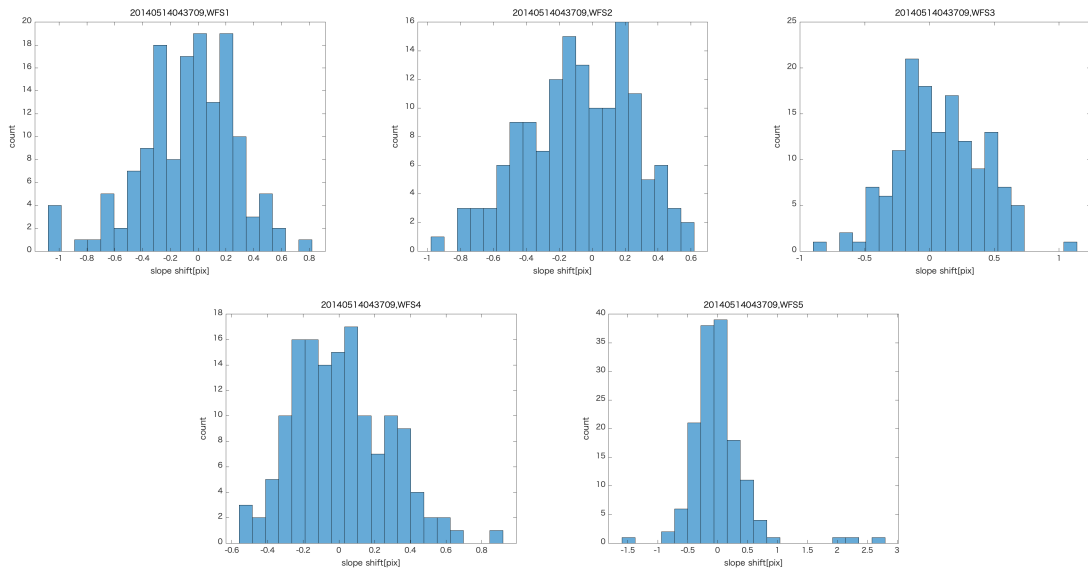 20140514043709,WFS1
20
18
16
14
12
10
8
6
4
2
0
-1 -0.8 -0.6 -0.4 -0.2 0 0.2 0.4 0.6 0.8
count
slope shift[pix]
20140514043709,WFS2
16
14
12
10
8
6
4
2
0
-1 -0.8 -0.6 -0.4 -0.2 0 0.2 0.4 0.6
count
slope shift[pix]
20140514043709,WFS3
25
20
15
10
5
0
-1 -0.5 0 0.5 1
count
slope shift[pix]
20140514043709,WFS4
18
16
14
12
10
8
6
4
2
0
-0.6 -0.4 -0.2 0 0.2 0.4 0.6 0.8
count
slope shift[pix]
20140514043709,WFS5
40
35
30
25
20
15
10
5
0
-1.5 -1 -0.5 0 0.5 1 1.5 2 2.5 3
count
slope shift[pix]